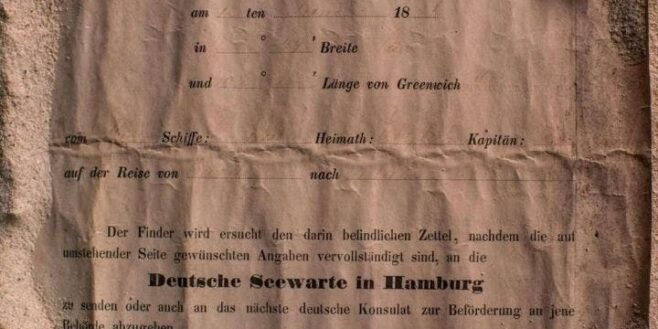 am ten 18
in ° ' Breite
und ° ' Länge von Greenwich
vom Schiffe: Heimath: Kapitän:
auf der Reise von nach
Der Finder wird ersucht den darin befindlichen Zettel, nachdem die auf
umstehender Seite gewünschten Angaben vervollständigt sind, an die
Deutsche Seewarte in Hamburg
zu senden oder auch an das nächste deutsche Konsulat zur Beförderung an jene
Behörde abzugeben.